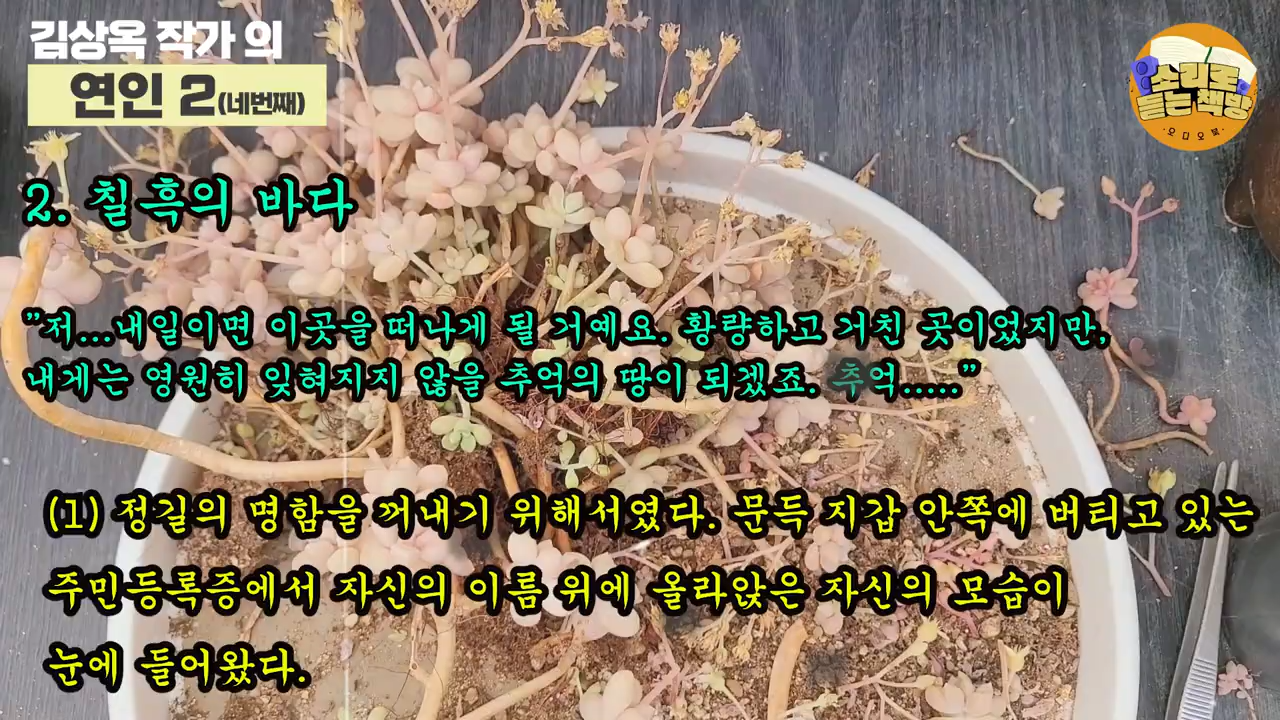 김상옥 작가 의
연인 2(네번째)
소리로
듣는 책방
·오디오북·
2. 칠흑의 바다
"저...내일이면 이곳을 떠나게 될 거예요. 황량하고 거친 곳이었지만,
내게는 영원히 잊혀지지 않을 추억의 땅이 되겠죠. 추억....."
(1) 정길의 명함을 꺼내기 위해서였다. 문득 지갑 안쪽에 버티고 있는
주민등록증에서 자신의 이름 위에 올라앉은 자신의 모습이
눈에 들어왔다.